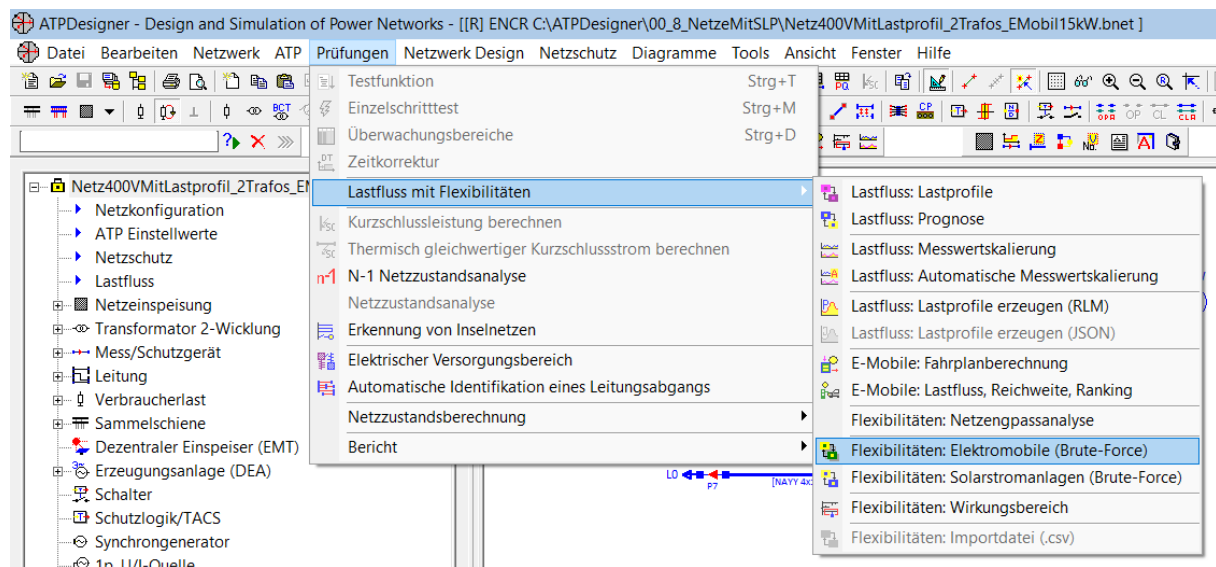 ATPDesigner - Design and Simulation of Power Networks - [[R] ENCR C:\ATPDesigner\00_8_NetzeMitSLP\Netz400VMitLastprofil_2Trafos_EMobil15kW.bnet ]
Datei Bearbeiten Netzwerk ATP Prüfungen Netzwerk Design Netzschutz Diagramme Tools Ansicht Fenster Hilfe
Testfunktion Strg+T
Einzelschritttest Strg+M
Überwachungsbereiche Strg+D
Zeitkorrektur
Lastfluss mit Flexibilitäten
Kurzschlussleistung berechnen
Thermisch gleichwertiger Kurzschlussstrom berechnen
N-1 Netzzustandsanalyse
Netzzustandsanalyse
Erkennung von Inselnetzen
Elektrischer Versorgungsbereich
Automatische Identifikation eines Leitungsabgangs
Netzzustandsberechnung
Bericht
Lastfluss: Lastprofile
Lastfluss: Prognose
Lastfluss: Messwertskalierung
Lastfluss: Automatische Messwertskalierung
Lastfluss: Lastprofile erzeugen (RLM)
Lastfluss: Lastprofile erzeugen (JSON)
E-Mobile: Fahrplanberechnung
E-Mobile: Lastfluss, Reichweite, Ranking
Flexibilitäten: Netzengpassanalyse
Flexibilitäten: Elektromobile (Brute-Force)
Flexibilitäten: Solarstromanlagen (Brute-Force)
Flexibilitäten: Wirkungsbereich
Flexibilitäten: Importdatei (.csv)
Netz400VMitLastprofil_2Trafos_EM
Netzkonfiguration
ATP Einstellwerte
Netzschutz
Lastfluss
Netzeinspeisung
Transformator 2-Wicklung
Mess/Schutzgerät
Leitung
Verbraucherlast
Sammelschiene
Dezentraler Einspeiser (EMT)
Erzeugungsanlage (DEA)
Schalter
Schutzlogik/TACS
Synchrongenerator
1p. U/I-Quelle
L0
P7
[NAYY 4x